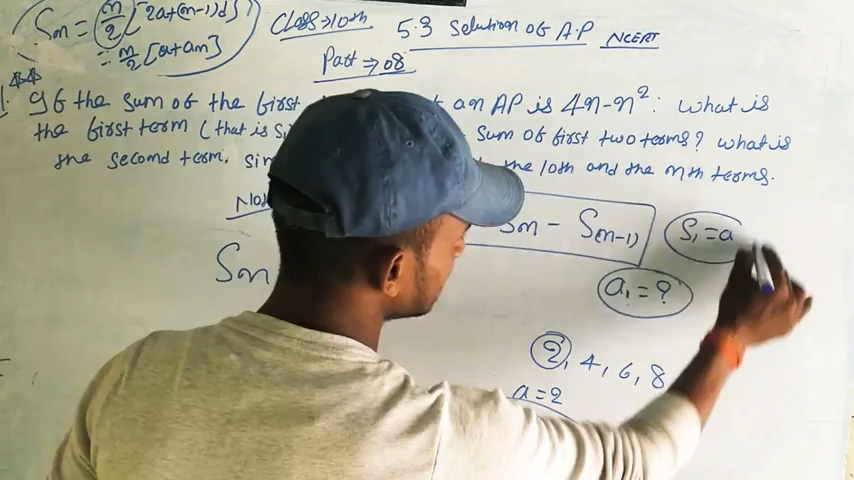 Sn = n/2 [2a+(n-1)d]
= n/2 [a+an]
Class→10th
5.3 Solution of A.P NCERT
Part ⇒ 08
1. If the sum of the first an AP is 4n-n². what is
the first term (that is S1 sum of first two terms? what is
the second term. Sim the 10th and the nth terms.
Sn - S(n-1)
S1 = a
Sn
a1 = ?
2, 4, 6, 8
a=2